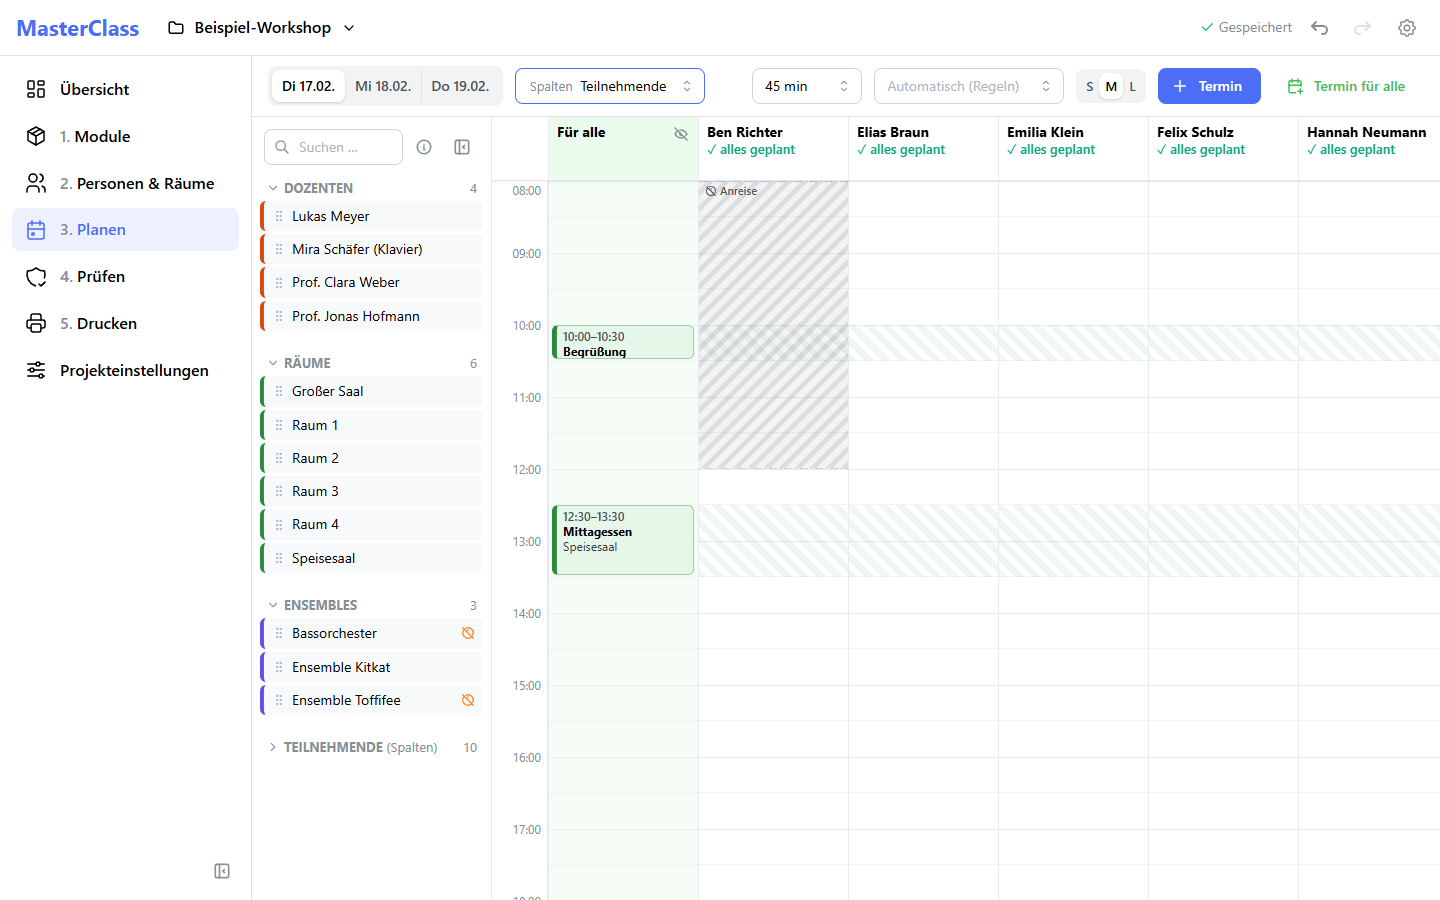 MasterClass
Beispiel-Workshop
Gespeichert
Übersicht
1. Module
2. Personen & Räume
3. Planen
4. Prüfen
5. Drucken
Projekteinstellungen
Di 17.02.
Mi 18.02.
Do 19.02.
Spalten Teilnehmende
45 min
Automatisch (Regeln)
S
M
L
Termin
Termin für alle
Suchen ...
DOZENTEN 4
Lukas Meyer
Mira Schäfer (Klavier)
Prof. Clara Weber
Prof. Jonas Hofmann
RÄUME 6
Großer Saal
Raum 1
Raum 2
Raum 3
Raum 4
Speisesaal
ENSEMBLES 3
Bassorchester
Ensemble Kitkat
Ensemble Toffifee
TEILNEHMENDE (Spalten) 10
Für alle
Ben Richter
✓ alles geplant
Elias Braun
✓ alles geplant
Emilia Klein
✓ alles geplant
Felix Schulz
✓ alles geplant
Hannah Neumann
✓ alles geplant
08:00
Anreise
09:00
10:00
10:00–10:30
Begrüßung
11:00
12:00
12:30–13:30
Mittagessen
Speisesaal
13:00
14:00
15:00
16:00
17:00